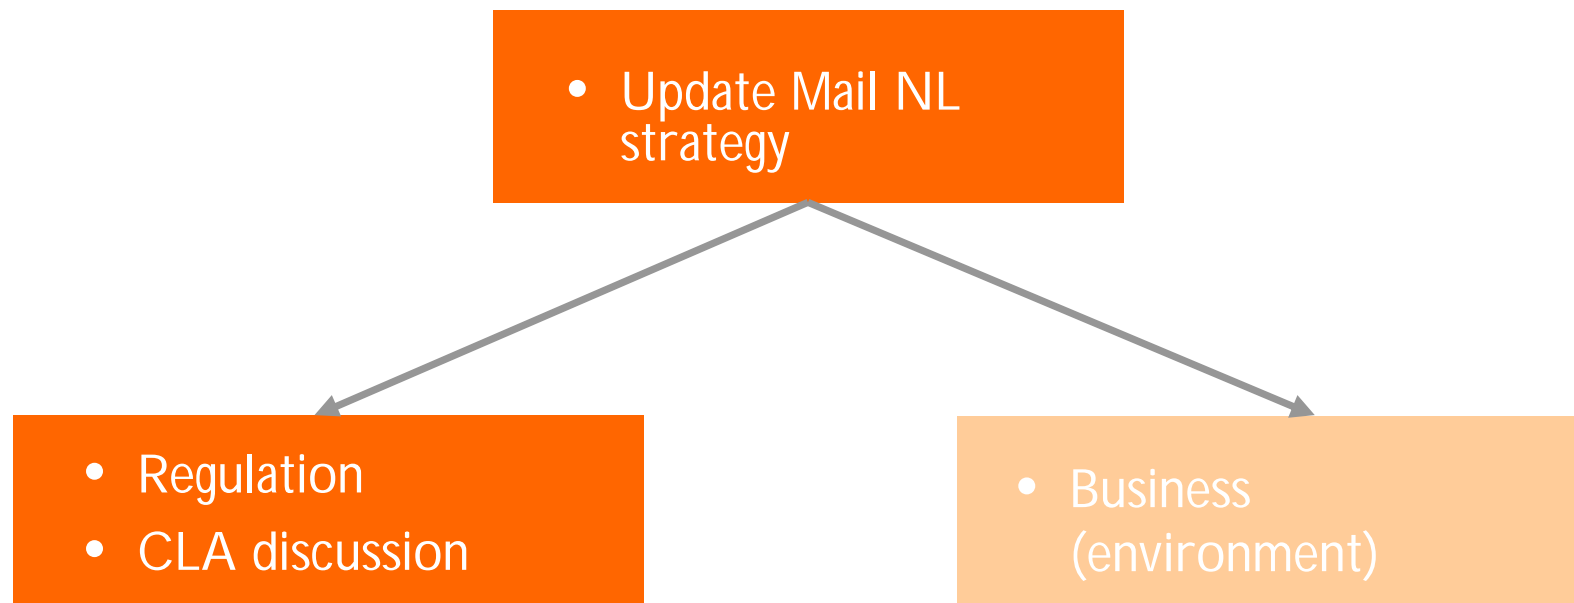 • Update Mail NL
strategy
• Regulation
• CLA discussion
• Business
(environment)